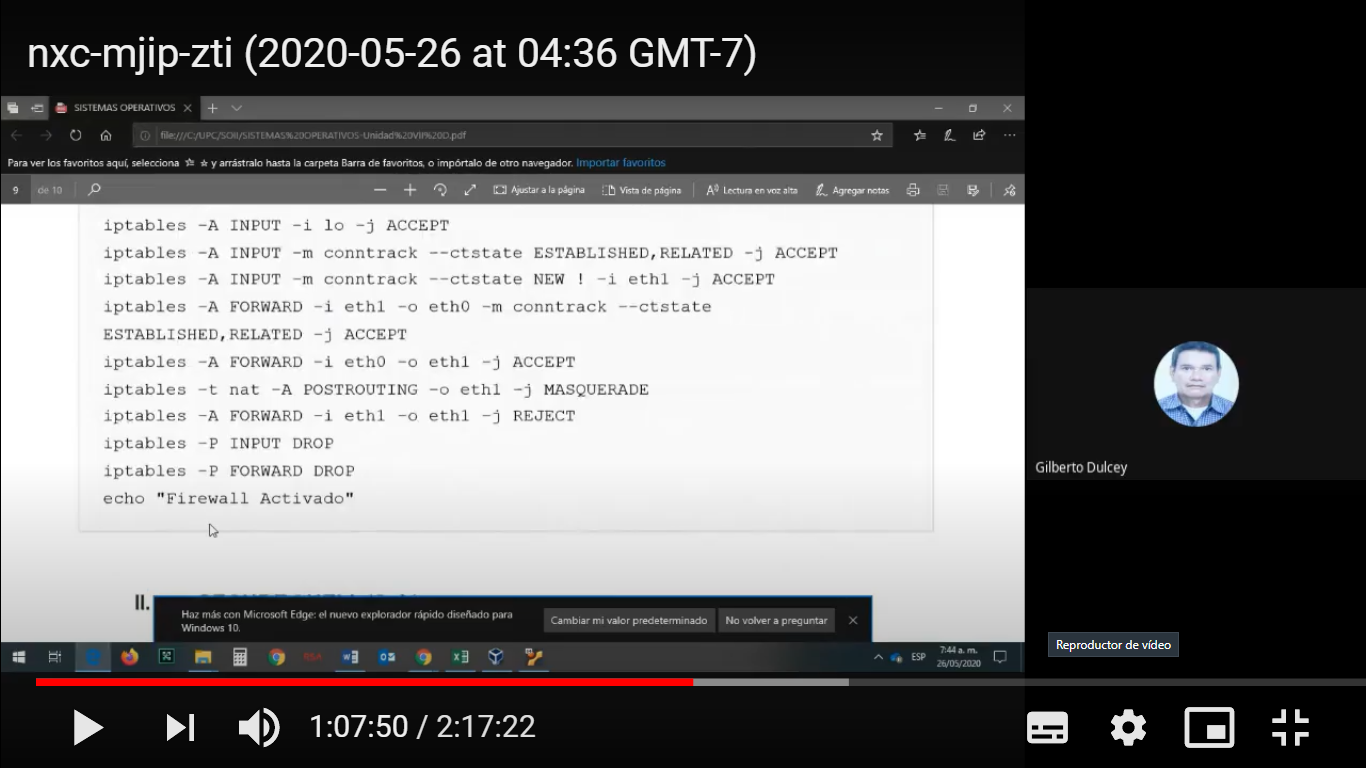 nxc-mjip-zti (2020-05-26 at 04:36 GMT-7)
SISTEMAS OPERATIVOS
file:///C:/UPC/SOII/SISTEMAS%20OPERATIVOS-Unidad%20VII%20D.pdf
Para ver los favoritos aquí, selecciona y arrástralo hasta la carpeta Barra de favoritos, o impórtalo de otro navegador. Importar favoritos
9 de 10 Ajustar a la página Vista de página Lectura en voz alta Agregar notas
iptables -A INPUT -i lo -j ACCEPT
iptables -A INPUT -m conntrack --ctstate ESTABLISHED,RELATED -j ACCEPT
iptables -A INPUT -m conntrack --ctstate NEW ! -i eth1 -j ACCEPT
iptables -A FORWARD -i eth1 -o eth0 -m conntrack --ctstate
ESTABLISHED,RELATED -j ACCEPT
iptables -A FORWARD -i eth0 -o eth1 -j ACCEPT
iptables -t nat -A POSTROUTING -o eth1 -j MASQUERADE
iptables -A FORWARD -i eth1 -o eth1 -j REJECT
iptables -P INPUT DROP
iptables -P FORWARD DROP
echo "Firewall Activado"
II.
Haz más con Microsoft Edge: el nuevo explorador rápido diseñado para
Windows 10.
Cambiar mi valor predeterminado No volver a preguntar
ESP
7:44 a. m.
26/05/2020
Gilberto Dulcey
Reproductor de vídeo
1:07:50 / 2:17:22